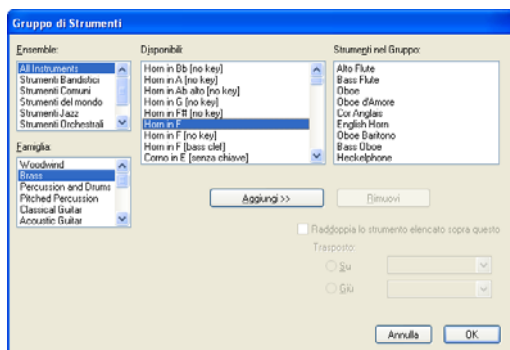 Gruppo di Strumenti
Ensemble:
All Instruments
Strumenti Bandistici
Strumenti Comuni
Strumenti del mondo
Strumenti Jazz
Strumenti Orchestrali
Famiglia:
Woodwind
Brass
Percussion and Drums
Pitched Percussion
Classical Guitar
Acoustic Guitar
Disponibili:
Horn in Bb [no key]
Horn in A [no key]
Horn in Ab alto [no key]
Horn in G [no key]
Horn in F# [no key]
Horn in F
Horn in F [no key]
Horn in F [bass clef]
Corno in E [senza chiave]
Strumenti nel Gruppo:
Alto Flute
Bass Flute
Oboe
Oboe d'Amore
Cor Anglais
English Horn
Oboe Baritono
Bass Oboe
Heckelphone
Aggiungi >>
Rimuovi
Raddoppia lo strumento elencato sopra questo
Trasposto:
Su
Giù
Annulla
OK